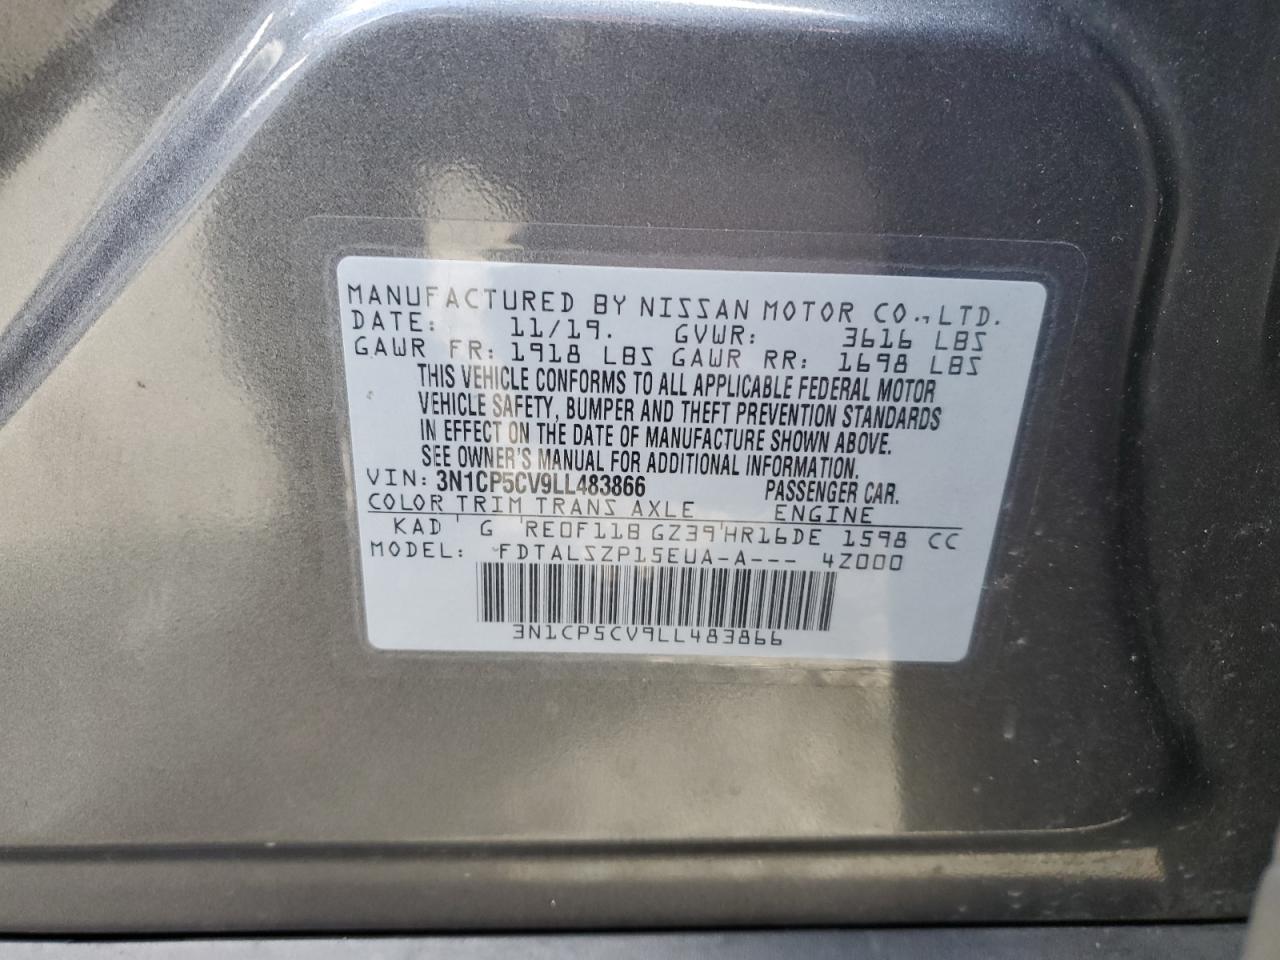 MANUFACTURED BY NISSAN MOTOR CO.,LTD.
DATE: 11/19. GVWR: 3616 LBS
GAWR FR: 1918 LBS GAWR RR: 1698 LBS
THIS VEHICLE CONFORMS TO ALL APPLICABLE FEDERAL MOTOR
VEHICLE SAFETY, BUMPER AND THEFT PREVENTION STANDARDS
IN EFFECT ON THE DATE OF MANUFACTURE SHOWN ABOVE.
SEE OWNER'S MANUAL FOR ADDITIONAL INFORMATION.
VIN: 3N1CP5CV9LL483866 PASSENGER CAR.
COLOR TRIM TRANS AXLE ENGINE
KAD ' G 'RE0F11B GZ39'HR16DE 1598 CC
MODEL: FDTALSZP15EUA-A--- 4Z000
3N1CP5CV9LL483866